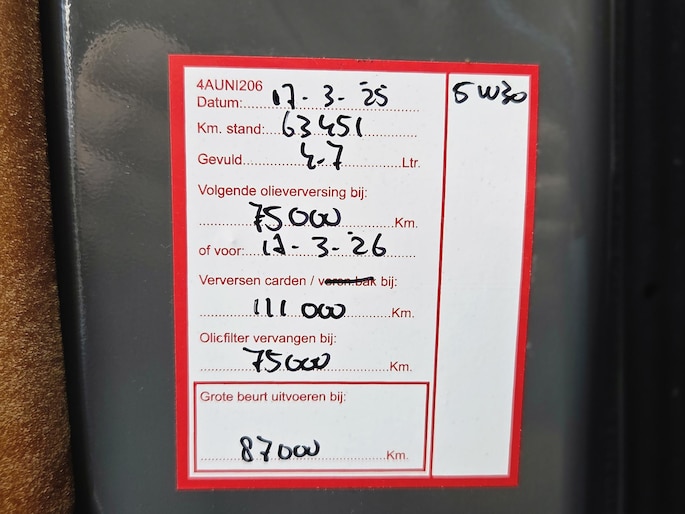 4AUNI206
Datum: 17-3-'25
5W30
Km. stand: 63451
Gevuld 4.7 Ltr.
Volgende olieverversing bij:
75000 Km.
of voor: 17-3-'26
Verversen carden / versn.bak bij:
111000 Km.
Oliefilter vervangen bij:
75000 Km.
Grote beurt uitvoeren bij:
87000 Km.